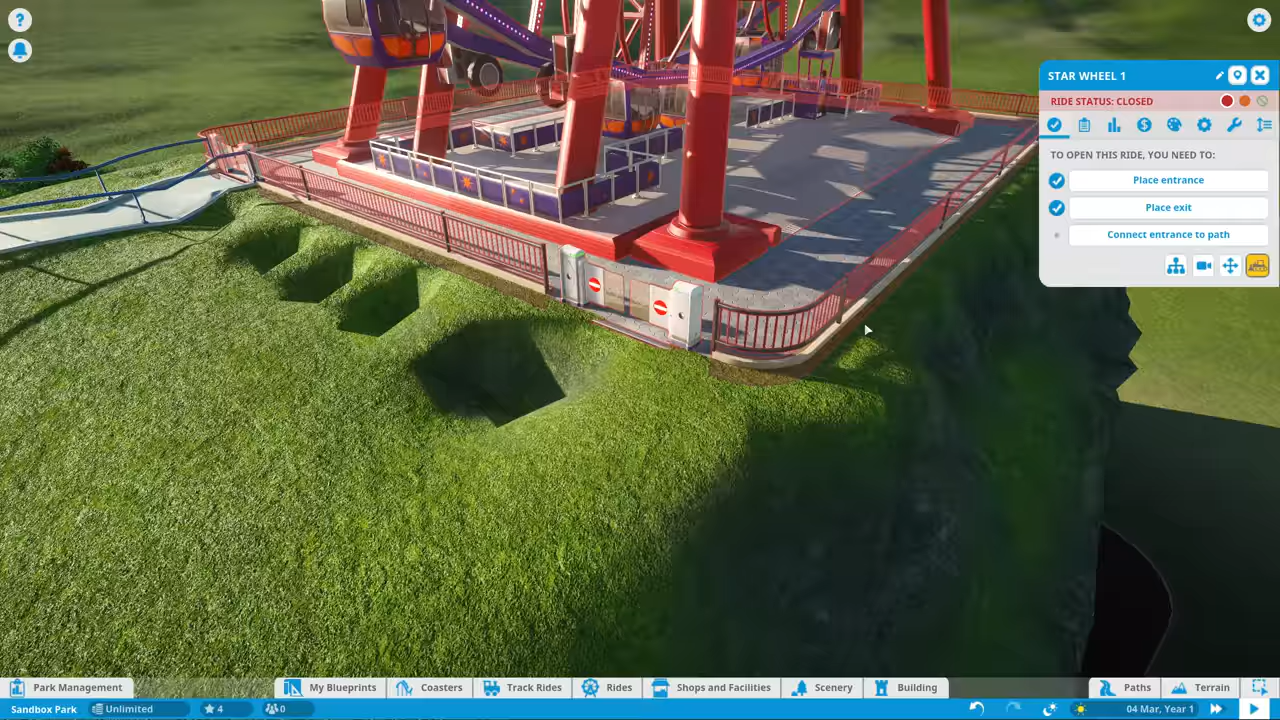 ?
STAR WHEEL 1
RIDE STATUS: CLOSED
TO OPEN THIS RIDE, YOU NEED TO:
Place entrance
Place exit
Connect entrance to path
Park Management
My Blueprints
Coasters
Track Rides
Rides
Shops and Facilities
Scenery
Building
Paths
Terrain
Sandbox Park
Unlimited
4
0
04 Mar, Year 1